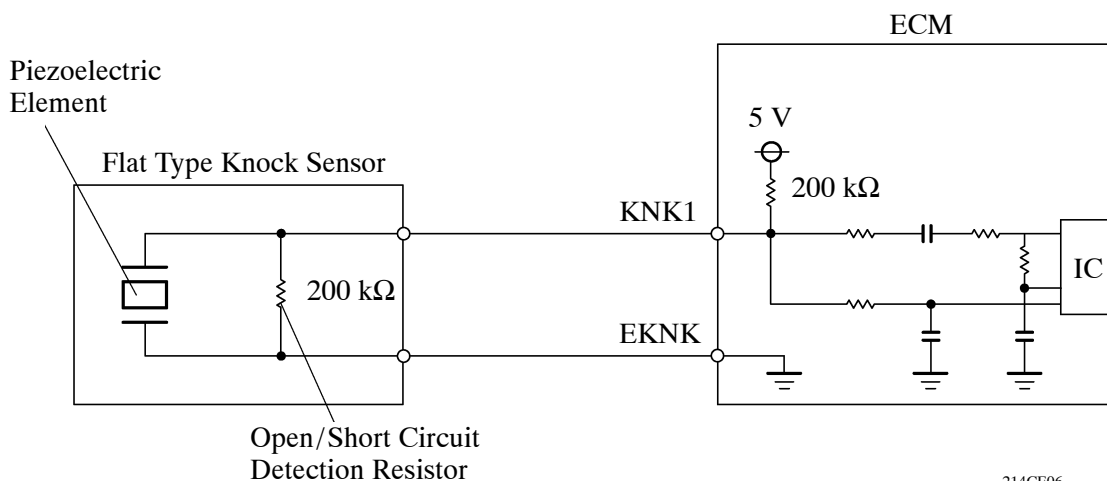 ECM
Piezoelectric
Element
5 V
Flat Type Knock Sensor
200 kΩ
KNK1
IC
200 kΩ
EKNK
Open/Short Circuit
Detection Resistor